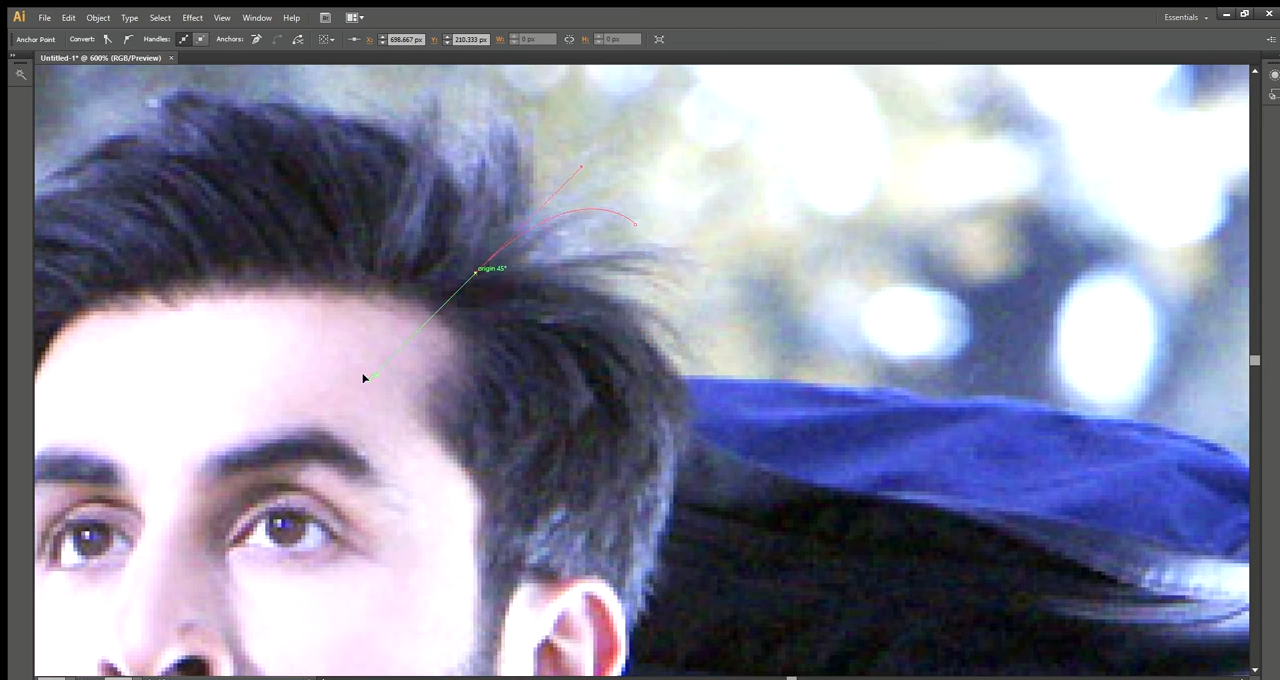 Ai File Edit Object Type Select Effect View Window Help Br Essentials
Anchor Point Convert: Handles: Anchors: X: 698.667 px Y: 210.333 px W: 0 px H: 0 px
Untitled-1* @ 600% (RGB/Preview) ×
origin 45°